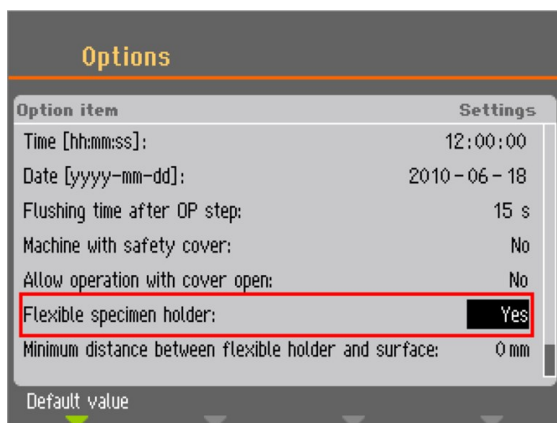 Options
Option item Settings
Time [hh:mm:ss]: 12:00:00
Date [yyyy-mm-dd]: 2010-06-18
Flushing time after OP step: 15 s
Machine with safety cover: No
Allow operation with cover open: No
Flexible specimen holder: Yes
Minimum distance between flexible holder and surface: 0 mm
Default value